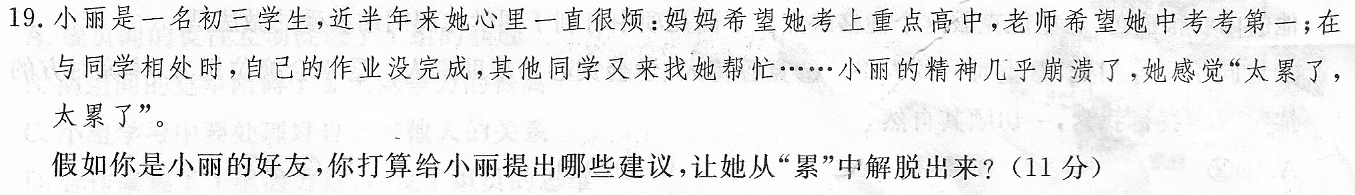 19. 小丽是一名初三学生,近半年来她心里一直很烦:妈妈希望她考上重点高中,老师希望她中考考第一;在
与同学相处时,自己的作业没完成,其他同学又来找她帮忙……小丽的精神几乎崩溃了,她感觉“太累了,
太累了”。
假如你是小丽的好友,你打算给小丽提出哪些建议,让她从“累”中解脱出来?(11 分)